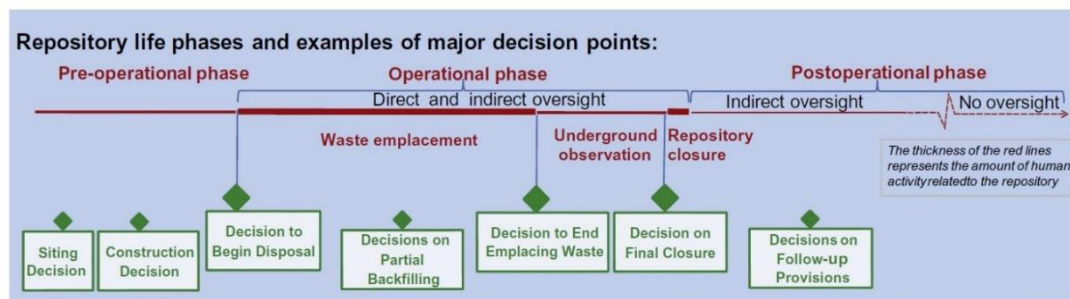 Repository life phases and examples of major decision points:
Pre-operational phase
Operational phase
Postoperational phase
Direct and indirect oversight
Indirect oversight
No oversight
Waste emplacement
Underground
observation
Repository
closure
The thickness of the red lines
represents the amount of human
activity relatedto the repository
Siting
Decision
Construction
Decision
Decision to
Begin Disposal
Decisions on
Partial
Backfilling
Decision to End
Emplacing Waste
Decision on
Final Closure
Decisions on
Follow-up
Provisions